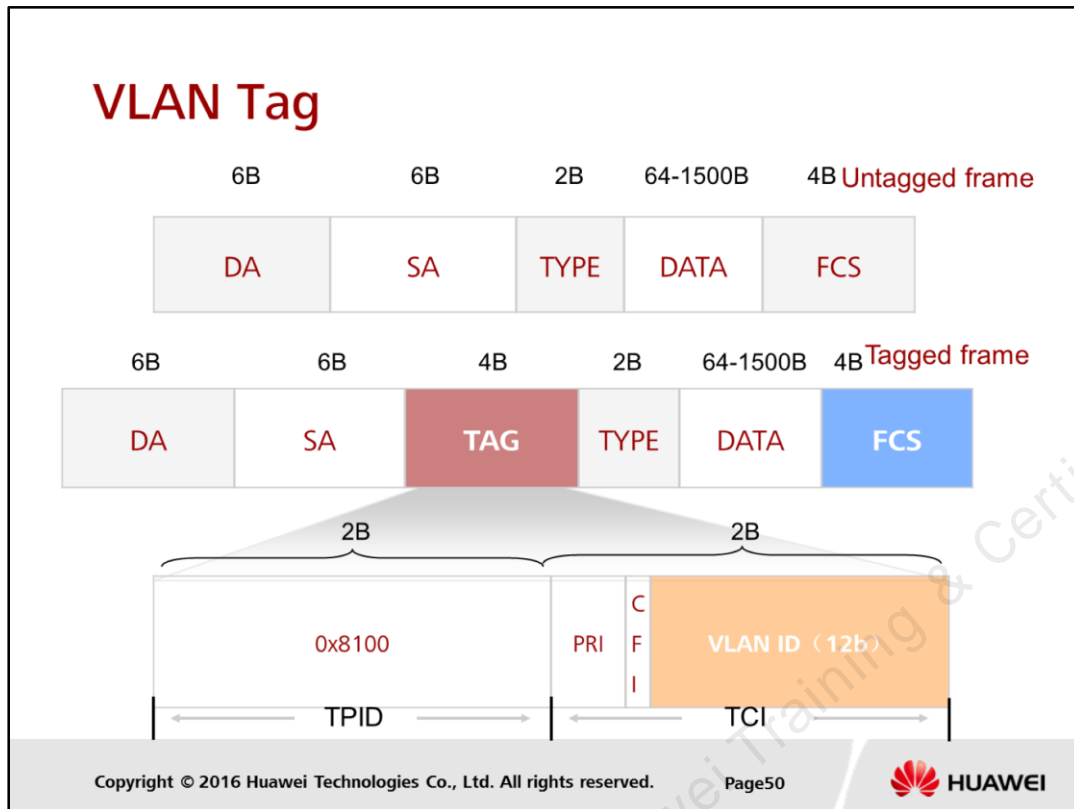 VLAN Tag
6B 6B 2B 64-1500B 4B Untagged frame
DA SA TYPE DATA FCS
6B 6B 4B 2B 64-1500B 4B Tagged frame
DA SA TAG TYPE DATA FCS
2B 2B
0x8100 PRI CFI VLAN ID（12b）
TPID TCI
Copyright © 2016 Huawei Technologies Co., Ltd. All rights reserved. Page50 HUAWEI